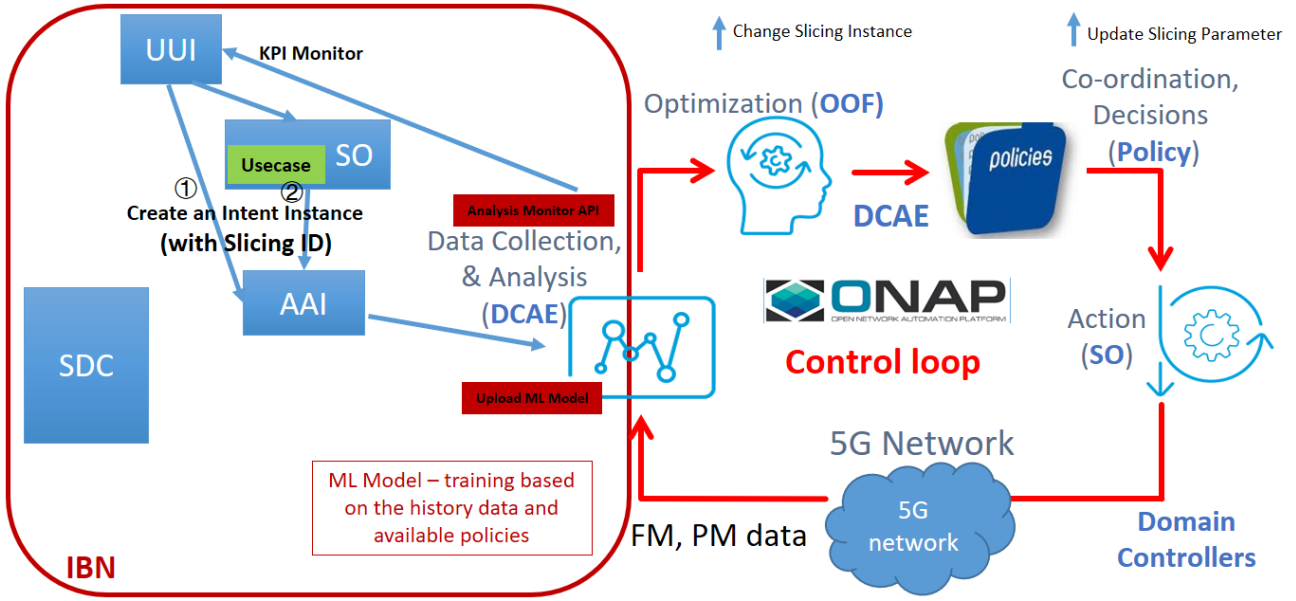 UUI
KPI Monitor
SO
Usecase
①
②
Create an Intent Instance
(with Slicing ID)
AAI
SDC
Analysis Monitor API
Data Collection,
& Analysis
(DCAE)
Upload ML Model
ML Model – training based
on the history data and
available policies
IBN
Change Slicing Instance
Update Slicing Parameter
Optimization (OOF)
DCAE
policies
Co-ordination,
Decisions
(Policy)
ONAP
OPEN NETWORK AUTOMATION PLATFORM
Control loop
Action
(SO)
5G Network
5G
network
FM, PM data
Domain
Controllers